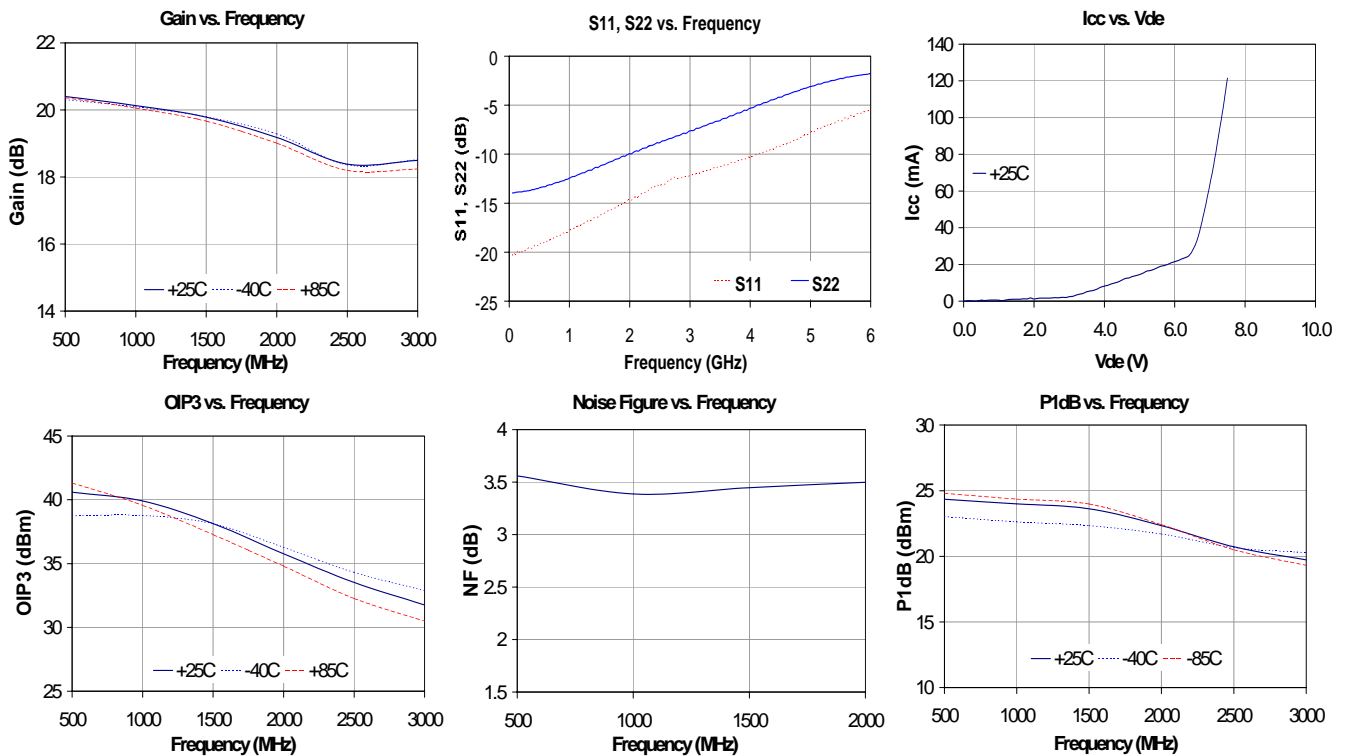 Gain vs. Frequency
22
20
18
16
14
Gain (dB)
+25C -40C +85C
500 1000 1500 2000 2500 3000
Frequency (MHz)
S11, S22 vs. Frequency
0
-5
-10
-15
-20
-25
S11, S22 (dB)
S11 S22
0 1 2 3 4 5 6
Frequency (GHz)
Icc vs. Vde
140
120
100
80
60
40
20
0
Icc (mA)
+25C
0.0 2.0 4.0 6.0 8.0 10.0
Vde (V)
OIP3 vs. Frequency
45
40
35
30
25
OIP3 (dBm)
+25C -40C +85C
500 1000 1500 2000 2500 3000
Frequency (MHz)
Noise Figure vs. Frequency
4
3.5
3
2.5
2
1.5
NF (dB)
500 1000 1500 2000
Frequency (MHz)
P1dB vs. Frequency
30
25
20
15
10
P1dB (dBm)
+25C -40C -85C
500 1000 1500 2000 2500 3000
Frequency (MHz)